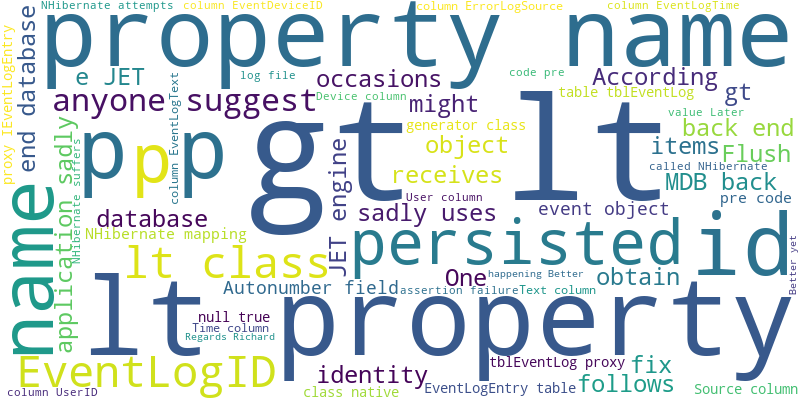 NHibernate attempts
column EventDeviceID
column ErrorLogSource
column EventLogTime
property name
proxy IEventLogEntry
end database
e JET
log file
occasions
code pre
According
anyone suggest
Device column
might
table tblEventLog
gt
column EventLogText
value Later
p
p
p
gt lt
generator class
back end
application sadly
NHibernate suffers
object
items
Flush
JET engine
receives
called NHibernate
MDB back
name
User column
pre code
database
sadly uses
event object
NHibernate mapping
persisted
id
lt class
One
happening Better
obtain
Better yet
lt property
Autonumber field
assertion failure
Text column
null true
Time column
Regards Richard
EventLogID
identity
tblEventLog proxy
fix
column UserID
class native
EventLogEntry table
follows
Source column